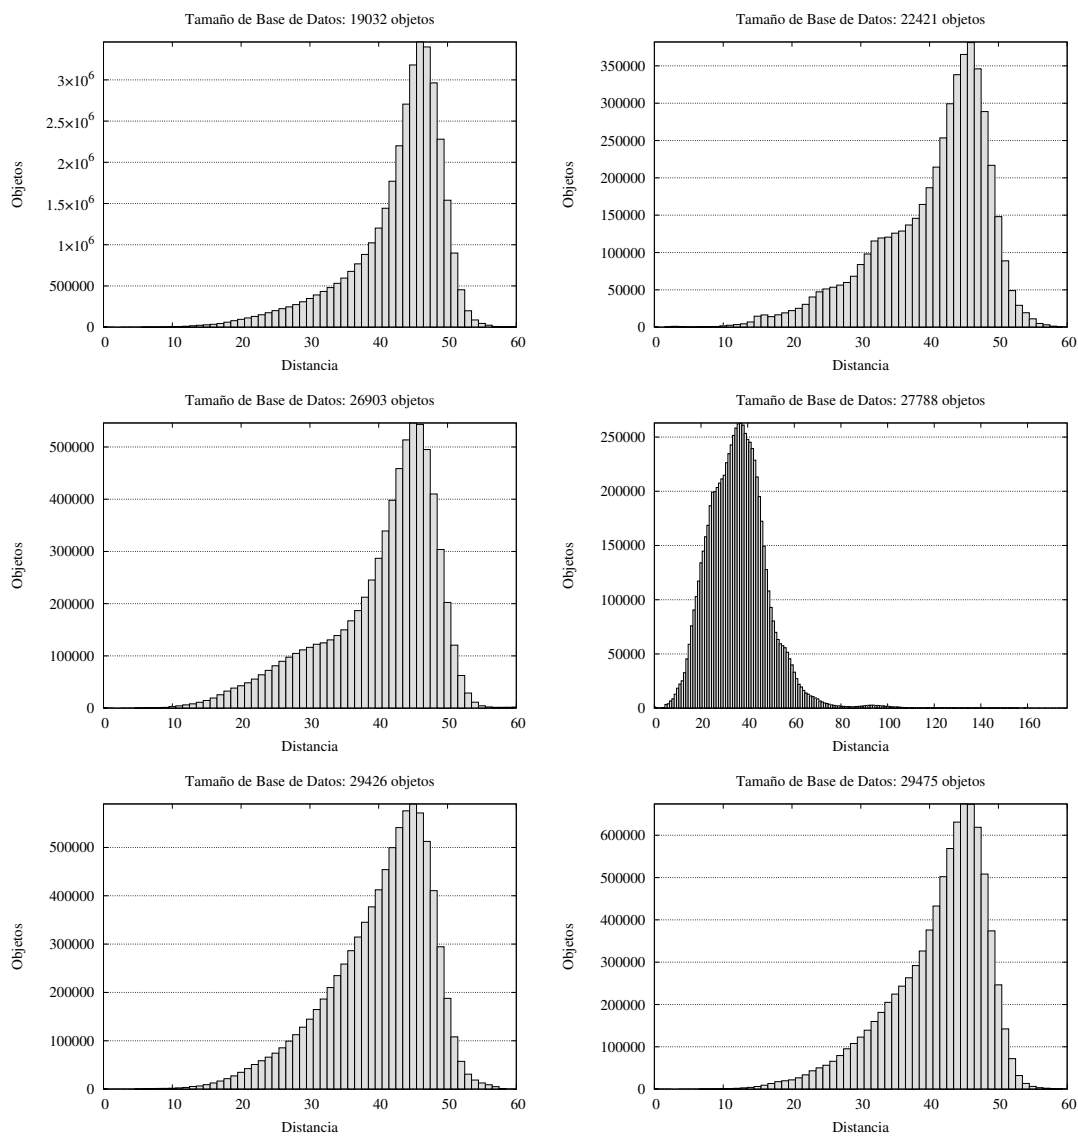 Tamaño de Base de Datos: 19032 objetos
3×10⁶
2.5×10⁶
2×10⁶
1.5×10⁶
1×10⁶
500000
0
Objetos
0 10 20 30 40 50 60
Distancia
Tamaño de Base de Datos: 22421 objetos
350000
300000
250000
200000
150000
100000
50000
0
Objetos
0 10 20 30 40 50 60
Distancia
Tamaño de Base de Datos: 26903 objetos
500000
400000
300000
200000
100000
0
Objetos
0 10 20 30 40 50 60
Distancia
Tamaño de Base de Datos: 27788 objetos
250000
200000
150000
100000
50000
0
Objetos
0 20 40 60 80 100 120 140 160
Distancia
Tamaño de Base de Datos: 29426 objetos
500000
400000
300000
200000
100000
0
Objetos
0 10 20 30 40 50 60
Distancia
Tamaño de Base de Datos: 29475 objetos
600000
500000
400000
300000
200000
100000
0
Objetos
0 10 20 30 40 50 60
Distancia